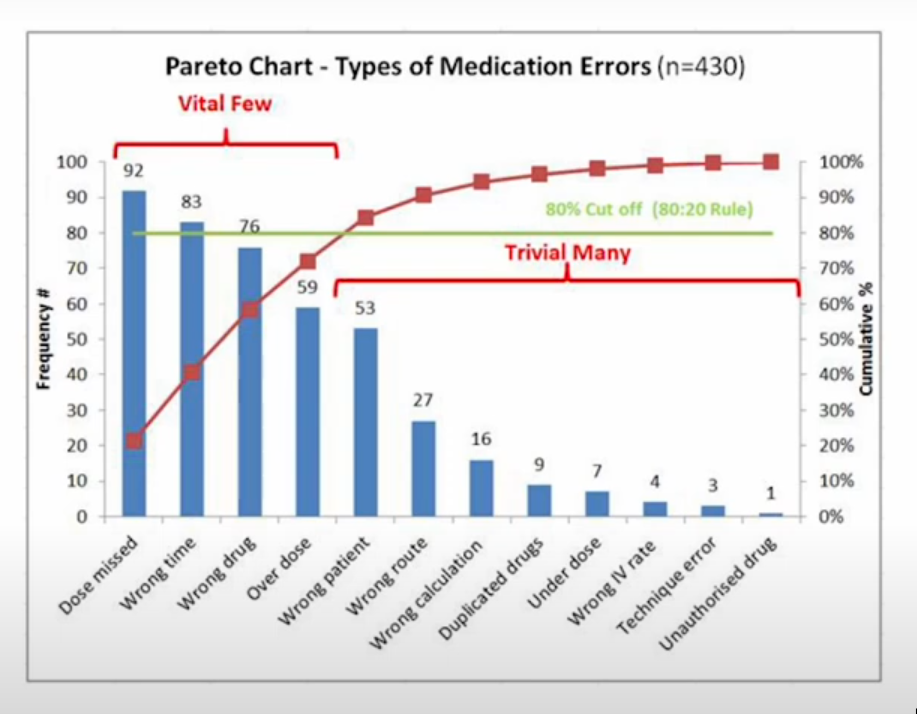 Pareto Chart - Types of Medication Errors (n=430)
Vital Few
100
90
80
70
60
50
40
30
20
10
0
Frequency #
92
83
76
59
53
27
16
9
7
4
3
1
80% Cut off (80:20 Rule)
Trivial Many
100%
90%
80%
70%
60%
50%
40%
30%
20%
10%
0%
Cumulative %
Dose missed
Wrong time
Wrong drug
Over dose
Wrong patient
Wrong route
Wrong calculation
Duplicated drugs
Under dose
Wrong IV rate
Technique error
Unauthorised drug